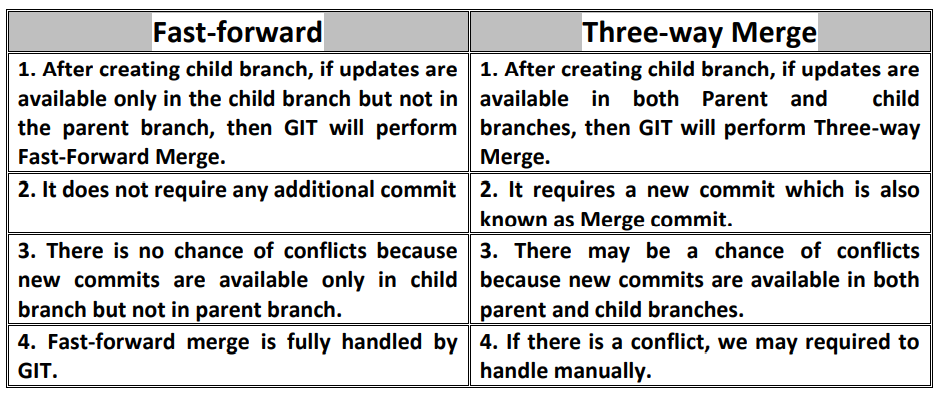 Fast-forward
Three-way Merge
1. After creating child branch, if updates are
available only in the child branch but not in
the parent branch, then GIT will perform
Fast-Forward Merge.
1. After creating child branch, if updates are
available in both Parent and child
branches, then GIT will perform Three-way
Merge.
2. It does not require any additional commit
2. It requires a new commit which is also
known as Merge commit.
3. There is no chance of conflicts because
new commits are available only in child
branch but not in parent branch.
3. There may be a chance of conflicts
because new commits are available in both
parent and child branches.
4. Fast-forward merge is fully handled by
GIT.
4. If there is a conflict, we may required to
handle manually.